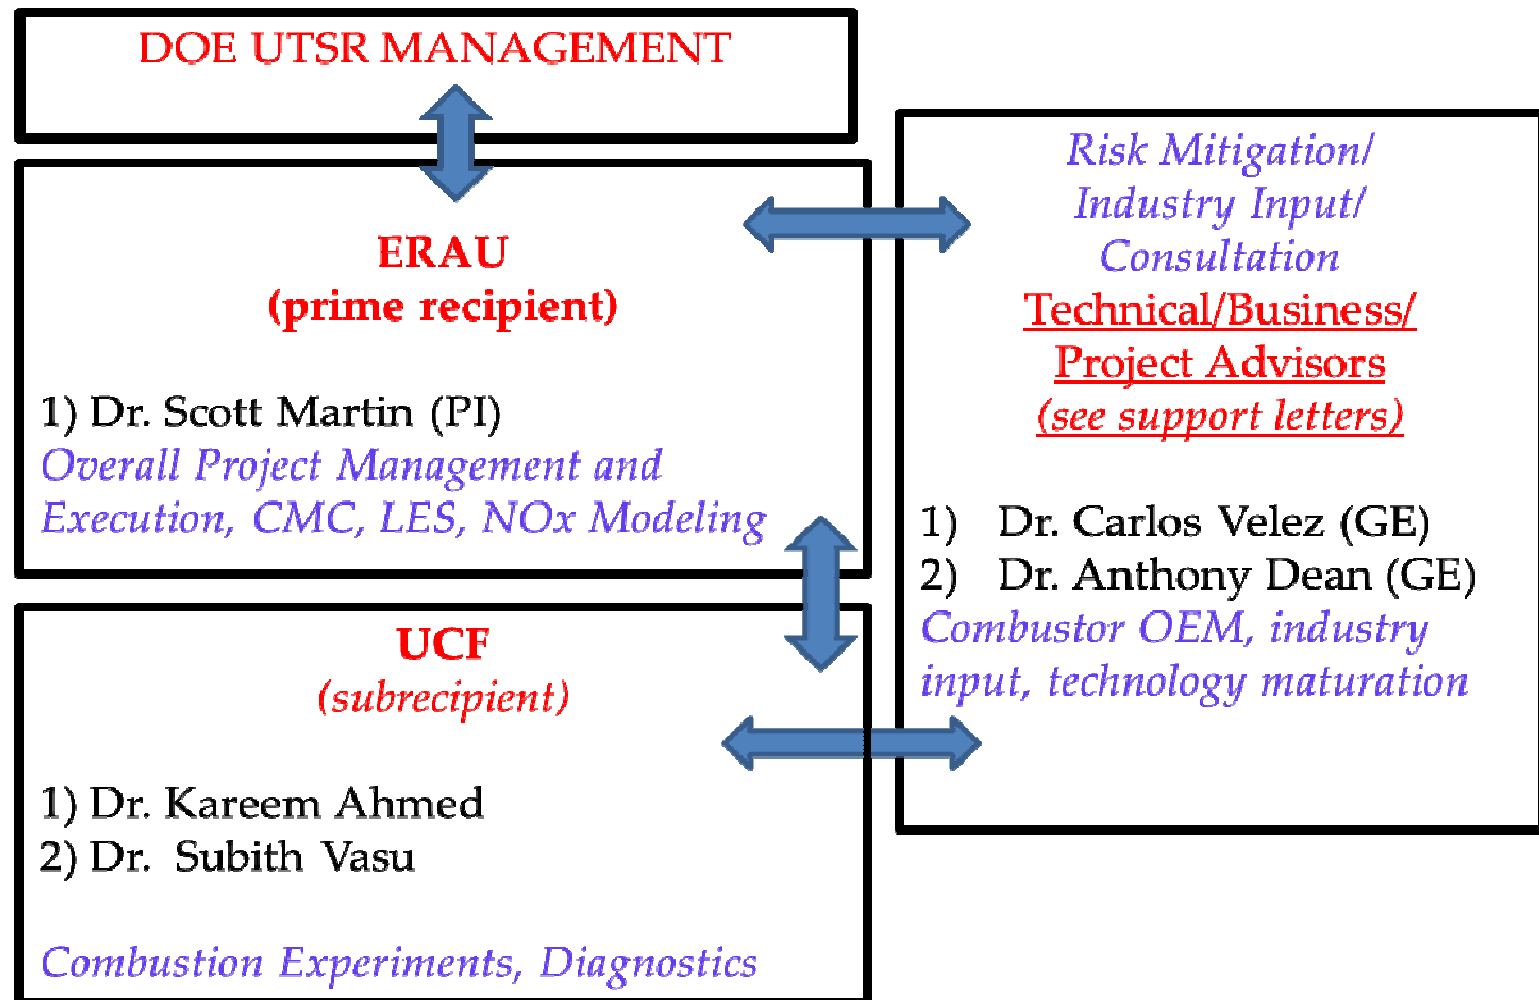 DOE UTSR MANAGEMENT
ERAU
(prime recipient)
1) Dr. Scott Martin (PI)
Overall Project Management and
Execution, CMC, LES, NOx Modeling
UCF
(subrecipient)
1) Dr. Kareem Ahmed
2) Dr. Subith Vasu
Combustion Experiments, Diagnostics
Risk Mitigation/
Industry Input/
Consultation
Technical/Business/
Project Advisors
(see support letters)
1) Dr. Carlos Velez (GE)
2) Dr. Anthony Dean (GE)
Combustor OEM, industry
input, technology maturation